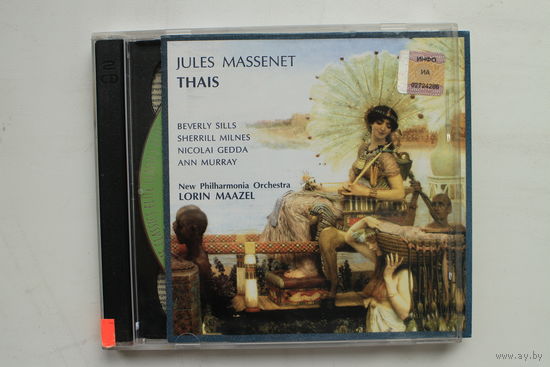 JULES MASSENET
THAIS
BEVERLY SILLS
SHERRILL MILNES
NICOLAI GEDDA
ANN MURRAY
New Philharmonia Orchestra
LORIN MAAZEL
ИНФО
ИА
02724286
www.ay.by